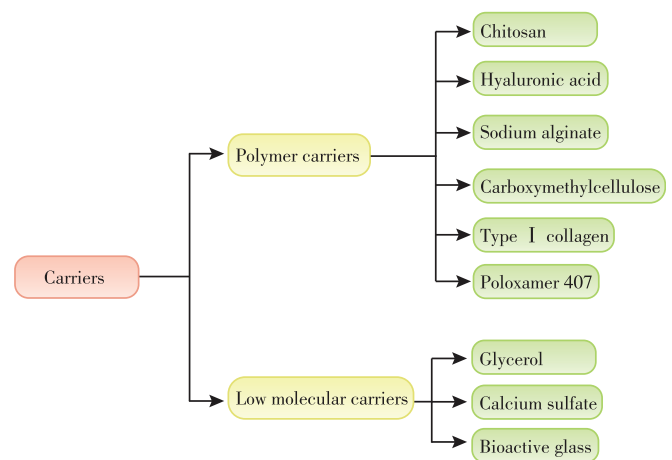 Carriers
Polymer carriers
Chitosan
Hyaluronic acid
Sodium alginate
Carboxymethylcellulose
Type Ⅰ collagen
Poloxamer 407
Low molecular carriers
Glycerol
Calcium sulfate
Bioactive glass